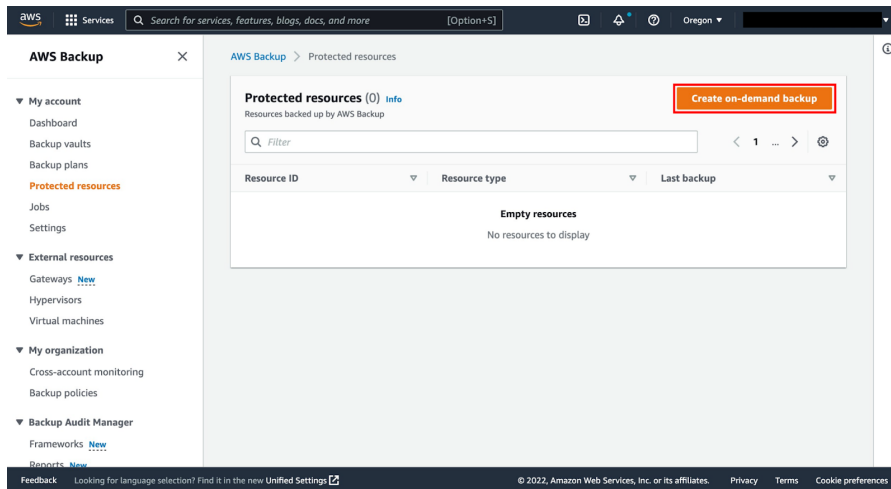 aws
Services
Search for services, features, blogs, docs, and more
[Option+S]
Oregon
AWS Backup
My account
Dashboard
Backup vaults
Backup plans
Protected resources
Jobs
Settings
External resources
Gateways New
Hypervisors
Virtual machines
My organization
Cross-account monitoring
Backup policies
Backup Audit Manager
Frameworks New
Reports New
AWS Backup > Protected resources
Protected resources (0) Info
Resources backed up by AWS Backup
Create on-demand backup
Filter
< 1 ... >
Resource ID Resource type Last backup
Empty resources
No resources to display
Feedback Looking for language selection? Find it in the new Unified Settings © 2022, Amazon Web Services, Inc. or its affiliates. Privacy Terms Cookie preferences